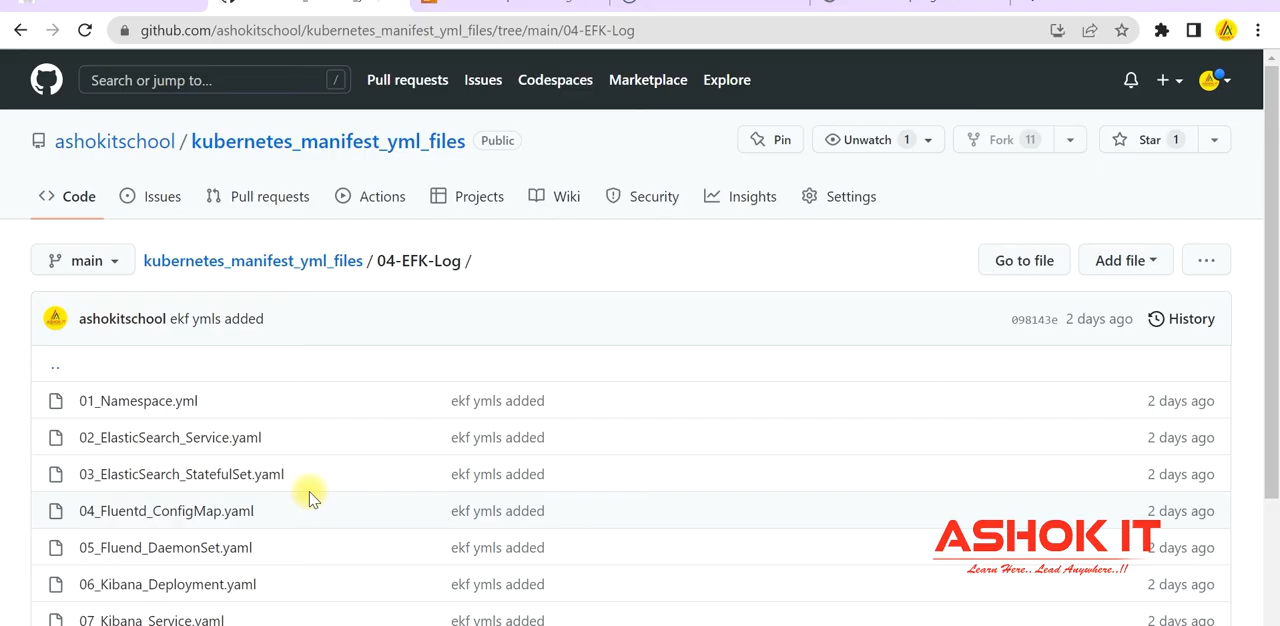 github.com/ashokitschool/kubernetes_manifest_yml_files/tree/main/04-EFK-Log
Search or jump to... / Pull requests Issues Codespaces Marketplace Explore
ashokitschool / kubernetes_manifest_yml_files Public Pin Unwatch 1 Fork 11 Star 1
Code Issues Pull requests Actions Projects Wiki Security Insights Settings
main kubernetes_manifest_yml_files / 04-EFK-Log / Go to file Add file ...
ashokitschool ekf ymls added 098143e 2 days ago History
..
01_Namespace.yml ekf ymls added 2 days ago
02_ElasticSearch_Service.yaml ekf ymls added 2 days ago
03_ElasticSearch_StatefulSet.yaml ekf ymls added 2 days ago
04_Fluentd_ConfigMap.yaml ekf ymls added 2 days ago
05_Fluend_DaemonSet.yaml ekf ymls added 2 days ago
06_Kibana_Deployment.yaml ekf ymls added 2 days ago
07_Kibana_Service.yaml ekf ymls added 2 days ago
ASHOK IT
Learn Here.. Lead Anywhere..!!